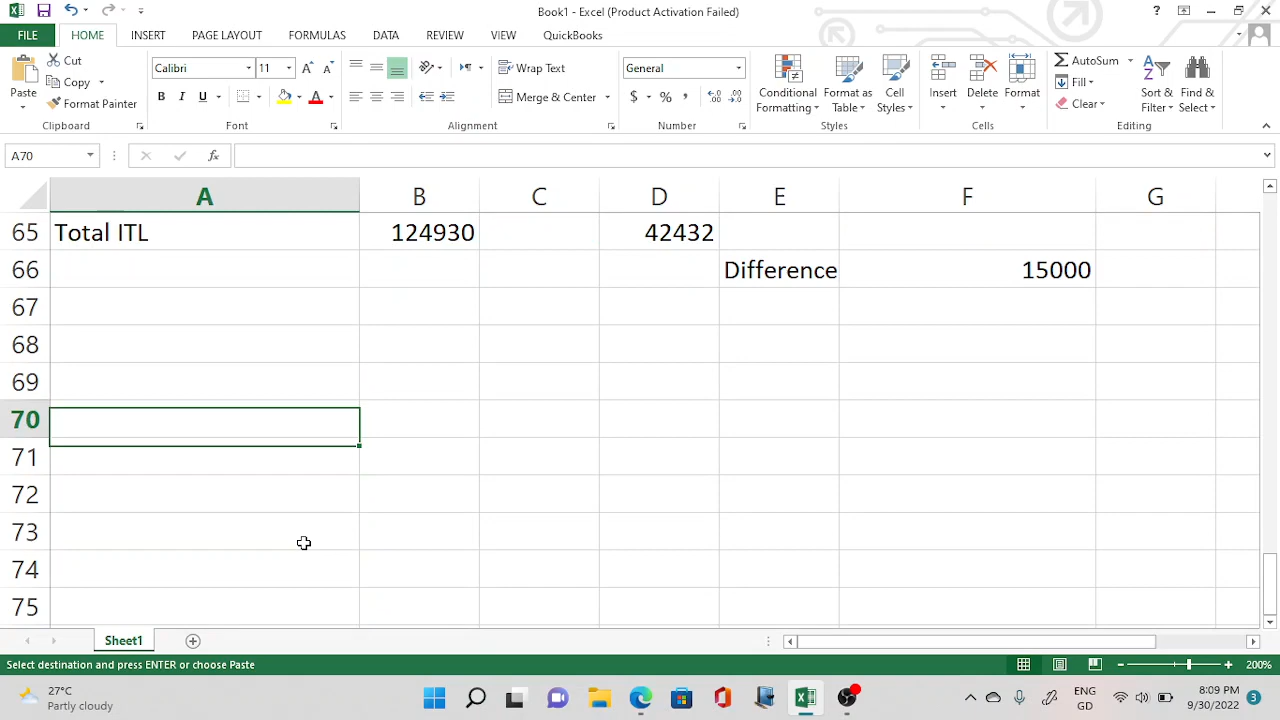 Book1 - Excel (Product Activation Failed)
FILE HOME INSERT PAGE LAYOUT FORMULAS DATA REVIEW VIEW QuickBooks
Cut
Copy
Format Painter
Paste
Clipboard
Calibri 11
B I U
Font
Wrap Text
Merge & Center
Alignment
General
$ % ,
Number
Conditional Formatting
Format as Table
Cell Styles
Styles
Insert
Delete
Format
Cells
AutoSum
Fill
Clear
Sort & Filter
Find & Select
Editing
A70 fx
A B C D E F G
65 Total ITL 124930 42432
66 Difference 15000
67
68
69
70
71
72
73
74
75
Sheet1
Select destination and press ENTER or choose Paste 200%
27°C
Partly cloudy
ENG
GD
8:09 PM
9/30/2022
3